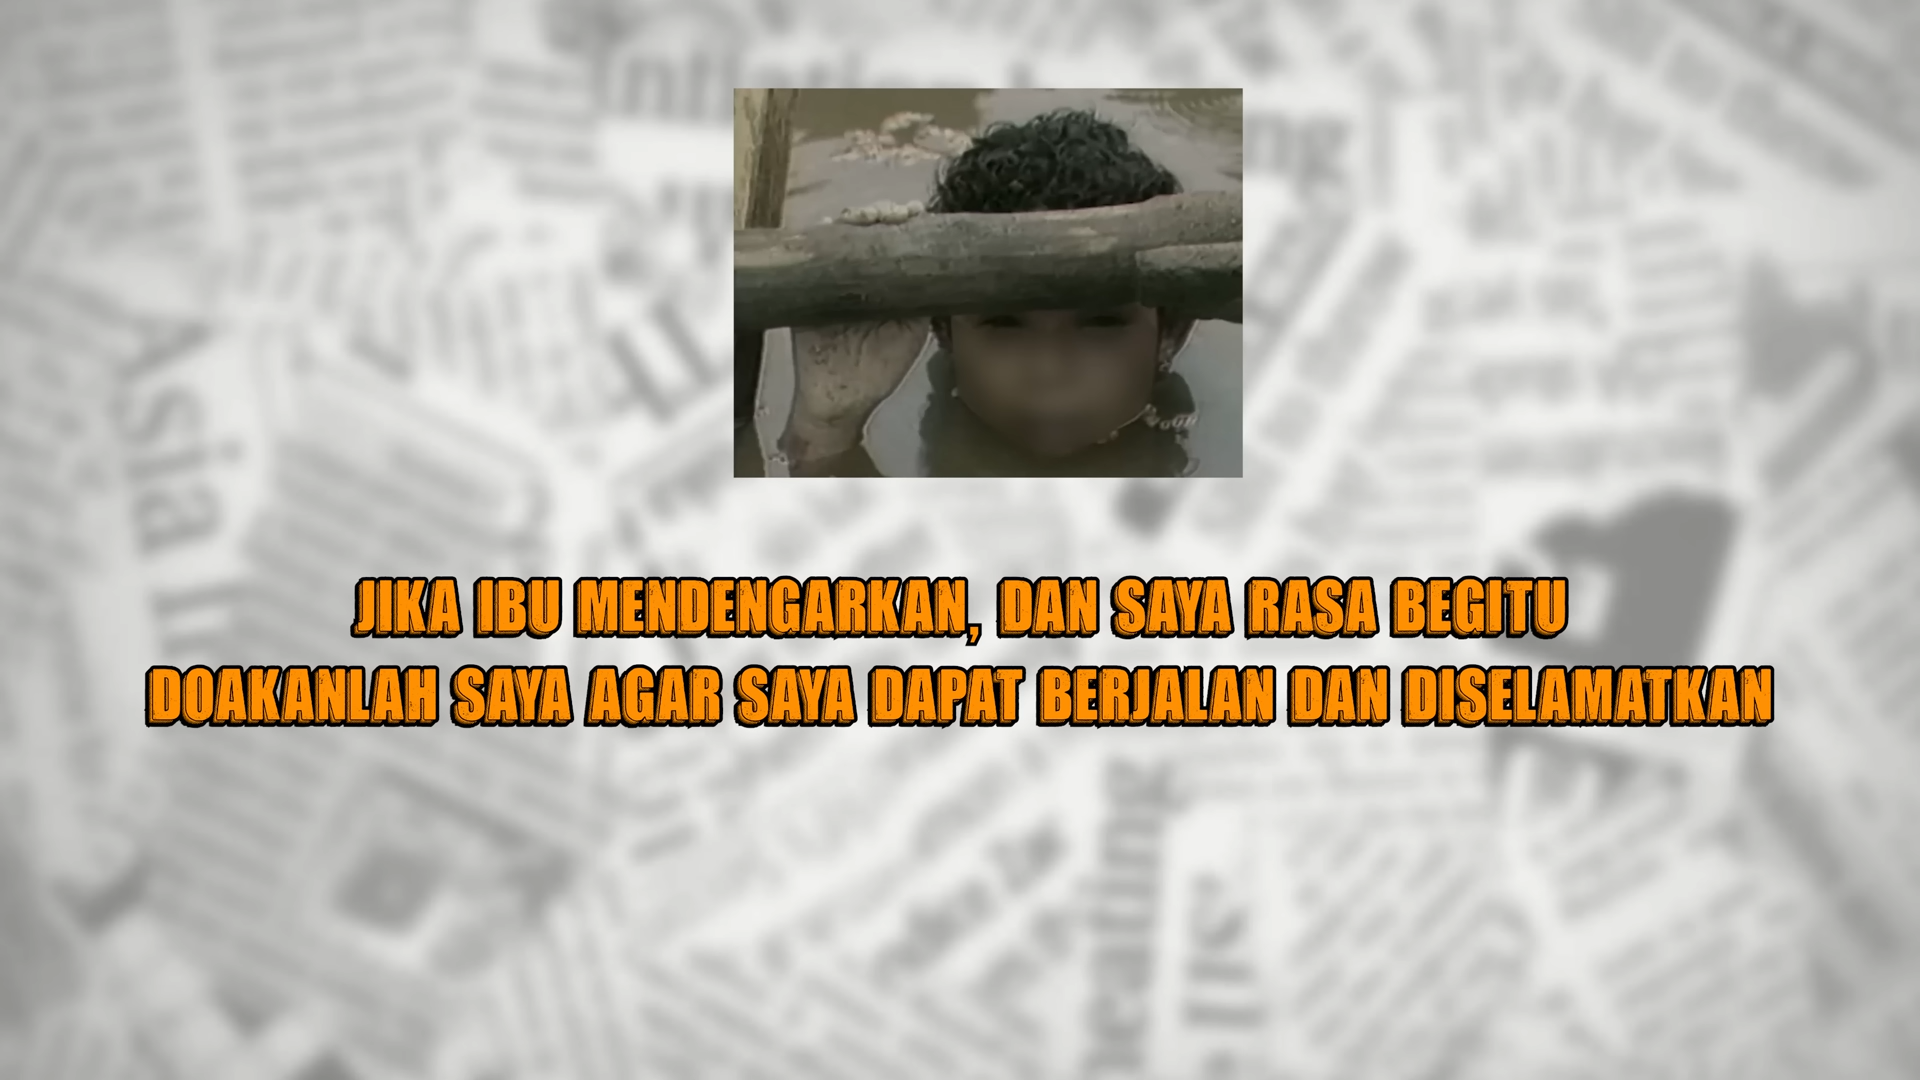 JIKA IBU MENDENGARKAN, DAN SAYA RASA BEGITU
DOAKANLAH SAYA AGAR SAYA DAPAT BERJALAN DAN DISELAMATKAN